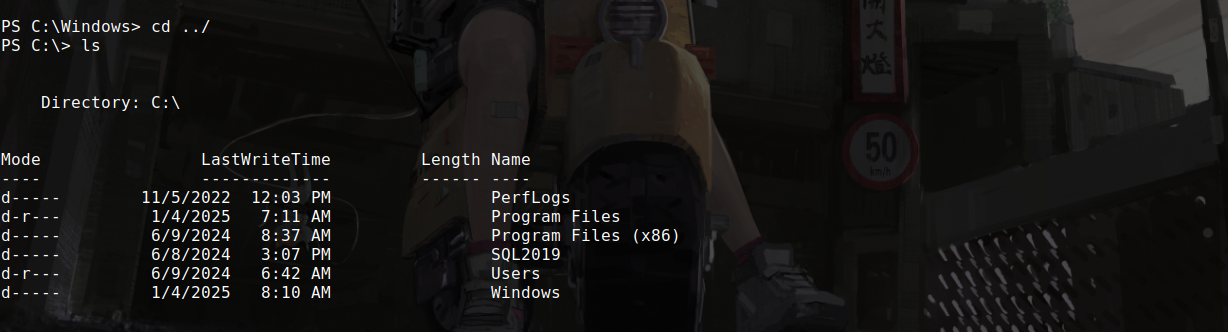 PS C:\Windows> cd ../
PS C:\> ls
    Directory: C:\
Mode                LastWriteTime         Length Name
----                -------------         ------ ----
d-----        11/5/2022  12:03 PM                PerfLogs
d-r---         1/4/2025   7:11 AM                Program Files
d-----         6/9/2024   8:37 AM                Program Files (x86)
d-----         6/8/2024   3:07 PM                SQL2019
d-r---         6/9/2024   6:42 AM                Users
d-----         1/4/2025   8:10 AM                Windows
大
燈
50
km/h